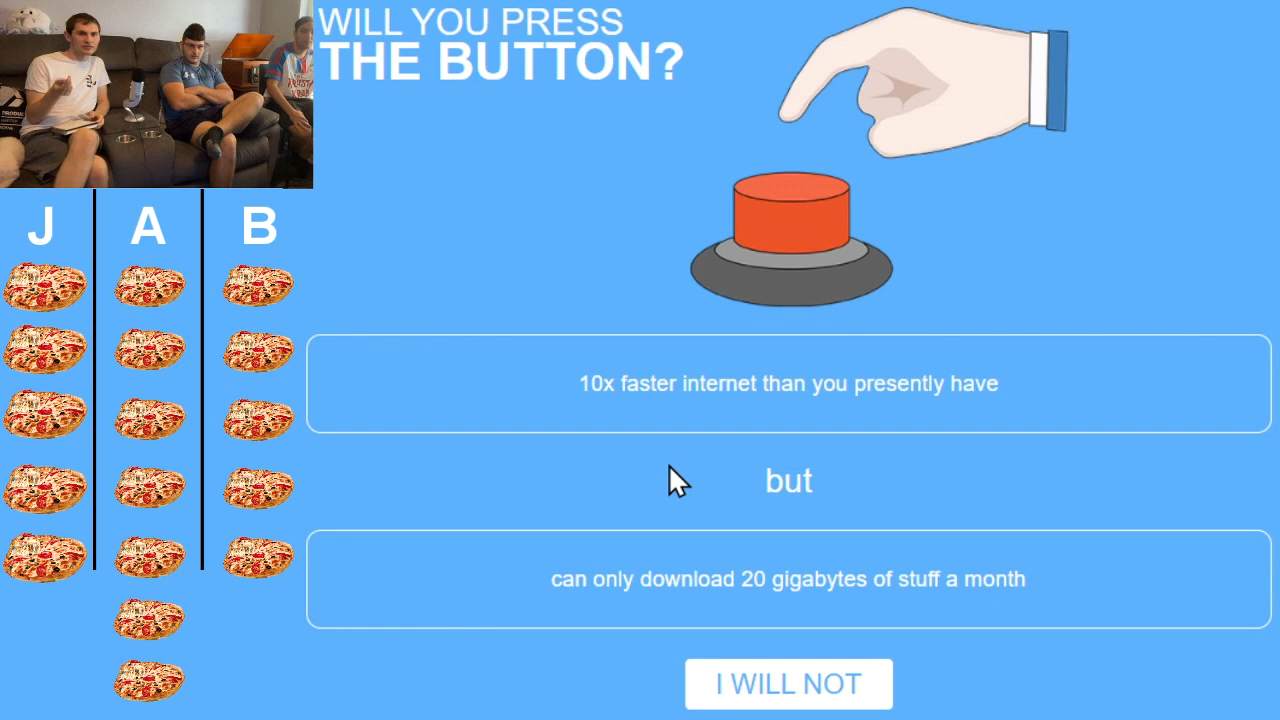 WILL YOU PRESS
THE BUTTON?
J A B
10x faster internet than you presently have
but
can only download 20 gigabytes of stuff a month
I WILL NOT